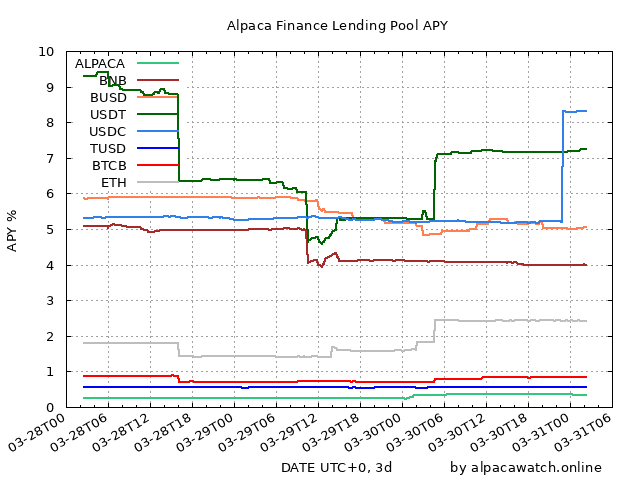 Alpaca Finance Lending Pool APY
10
9
8
7
6
5
4
3
2
1
0
APY %
ALPACA
BNB
BUSD
USDT
USDC
TUSD
BTCB
ETH
03-28T00
03-28T06
03-28T12
03-28T18
03-29T00
03-29T06
03-29T12
03-29T18
03-30T00
03-30T06
03-30T12
03-30T18
03-31T00
03-31T06
DATE UTC+0, 3d
by alpacawatch.online